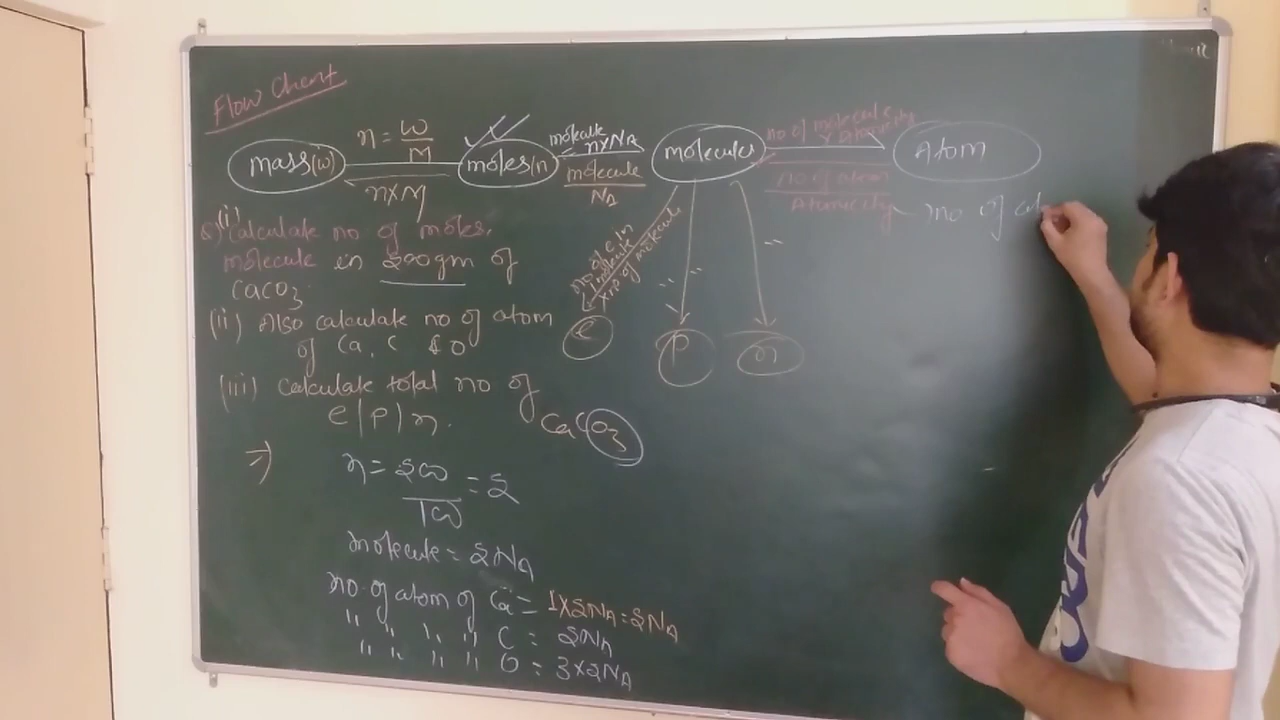 Flow Chart
mass(w)
n = w/M
n×M
moles(n
molecule
n×NA
molecule
NA
molecules
no of molecule
× atomicity
no of atom
Atomicity
Atom
no of at
Q)(i) Calculate no of moles,
molecule in 200gm of
CaCO3
(ii) Also calculate no of atom
of Ca, C & O
(iii) Calculate total no of
e|p|n.
CaCO3
no of e in
1 molecule
× no of molecule
e
p
n
=)
n = 200/100 = 2
molecule = 2NA
no of atom of Ca = 1×2NA = 2NA
" " " " C = 2NA
" " " " O = 3×2NA